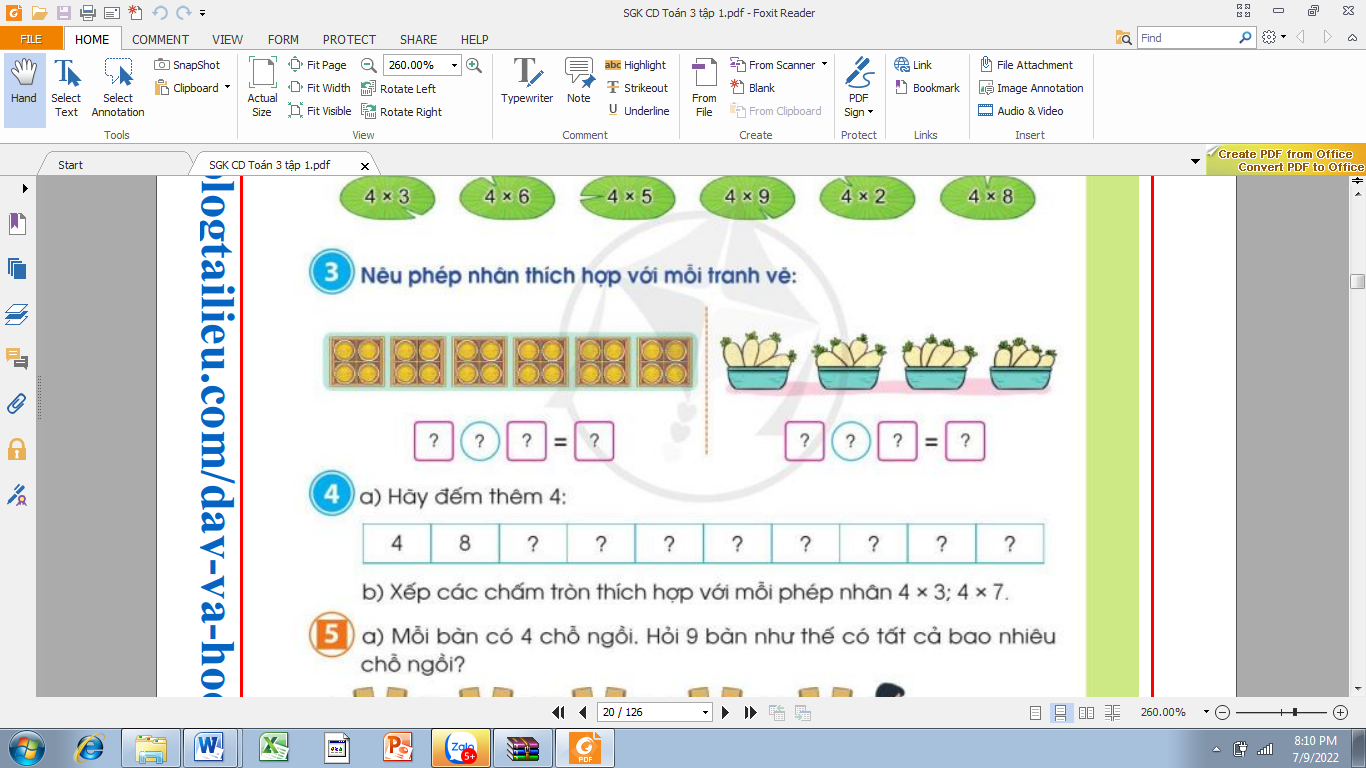 SGK CD Toán 3 tập 1.pdf - Foxit Reader
FILE HOME COMMENT VIEW FORM PROTECT SHARE HELP
Find
Hand
Select Text
Select Annotation
SnapShot
Clipboard
Tools
Actual Size
Fit Page
Fit Width
Fit Visible
260.00%
Rotate Left
Rotate Right
View
Typewriter
Note
abc Highlight
T Strikeout
U Underline
Comment
From File
From Scanner
Blank
From Clipboard
Create
PDF Sign
Protect
Link
Bookmark
Links
File Attachment
Image Annotation
Audio & Video
Insert
Start
SGK CD Toán 3 tập 1.pdf x
Create PDF from Office
Convert PDF to Office
blogtailieu.com/day-va-hoc
4 × 3 4 × 6 4 × 5 4 × 9 4 × 2 4 × 8
3 Nêu phép nhân thích hợp với mỗi tranh vẽ:
? ? ? = ? ? ? ? = ?
4 a) Hãy đếm thêm 4:
4 8 ? ? ? ? ? ? ? ?
b) Xếp các chấm tròn thích hợp với mỗi phép nhân 4 × 3; 4 × 7.
5 a) Mỗi bàn có 4 chỗ ngồi. Hỏi 9 bàn như thế có tất cả bao nhiêu
chỗ ngồi?
20 / 126
260.00%
Zalo
5+
PDF
8:10 PM
7/9/2022